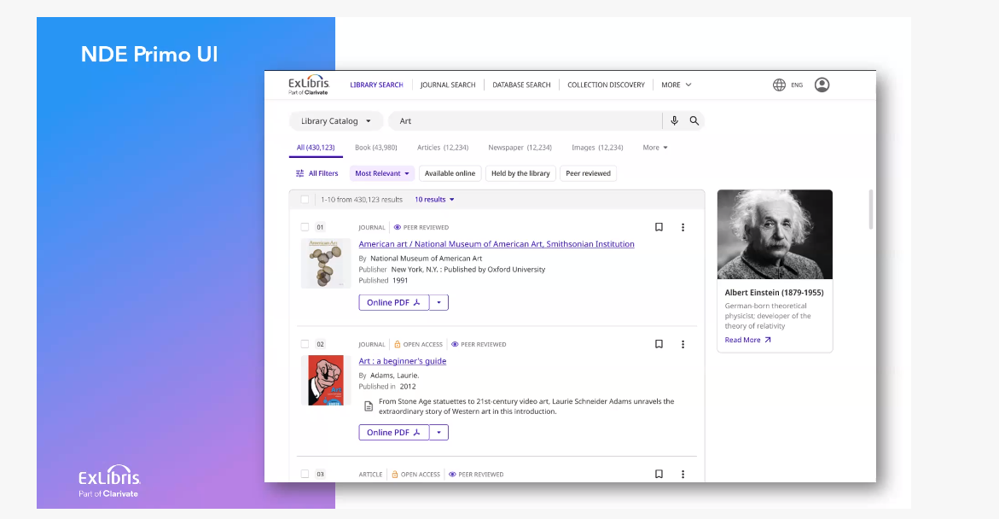 NDE Primo UI
ExLibris
Part of Clarivate
LIBRARY SEARCH JOURNAL SEARCH DATABASE SEARCH COLLECTION DISCOVERY MORE ENG
Library Catalog Art
All (430,123) Book (43,980) Articles (12,234) Newspaper (12,234) Images (12,234) More
All Filters Most Relevant Available online Held by the library Peer reviewed
1-10 from 430,123 results 10 results
01 JOURNAL PEER REVIEWED
American Art
American art / National Museum of American Art, Smithsonian Institution
By National Museum of American Art
Publisher New York, N.Y. : Published by Oxford University
Published 1991
Online PDF
02 JOURNAL OPEN ACCESS PEER REVIEWED
Art : a beginner's guide
Art
By Adams, Laurie.
Published in 2012
From Stone Age statuettes to 21st-century video art, Laurie Schneider Adams unravels the
extraordinary story of Western art in this introduction.
Online PDF
03 ARTICLE OPEN ACCESS PEER REVIEWED
Albert Einstein (1879-1955)
German-born theoretical
physicist; developer of the
theory of relativity
Read More
ExLibris
Part of Clarivate